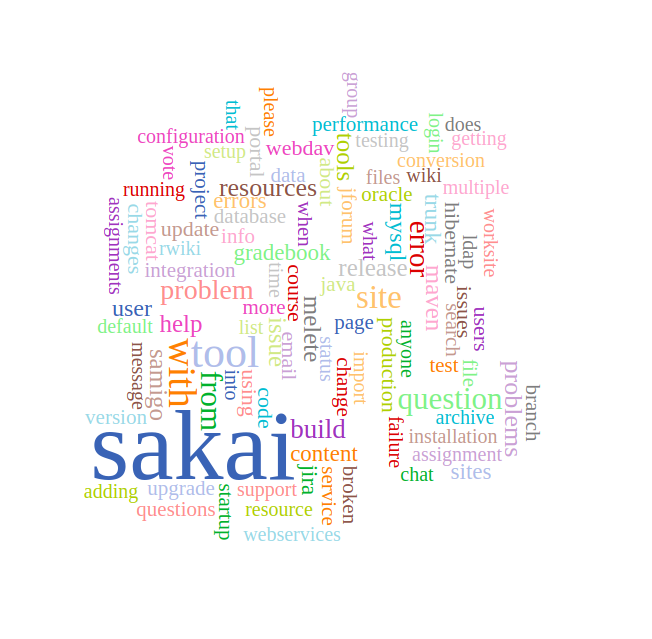 group
please
that
performance
login
does
configuration
portal
testing
getting
setup
vote
webdav
tools
about
conversion
project
data
files
wiki
running
resources
jforum
oracle
multiple
assignments
changes
tomcat.
errors
database
when
what
mysql
trunk
hibernate
worksite
update
info
error
ldap
rwiki
gradebook
integration
time
course
release
maven
problem
java
site
issues
search
users
user
more
melete
default
help
list
issue
page
email
status
production
anyone
message
samigo
with
tool
from
into
using
code
change
import
test
file
problems
question
branch
version
sakai
build
archive
failure
installation
content
assignment
jira
service
broken
chat
sites
adding
upgrade
startup
support
questions
resource
webservices